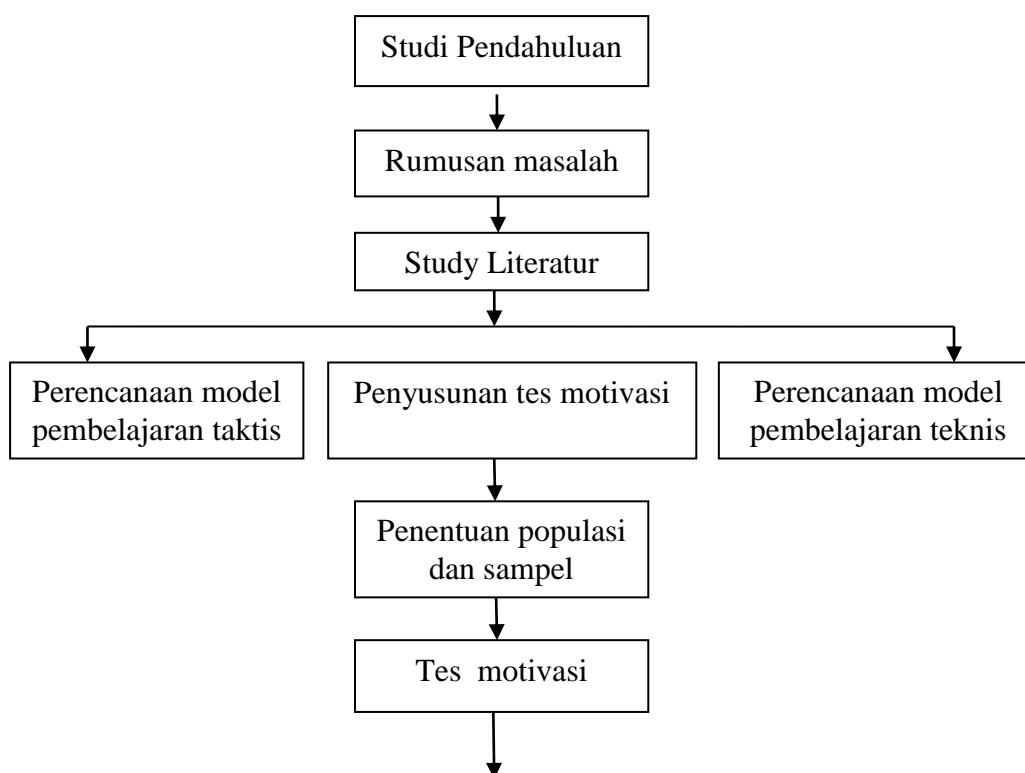 Studi Pendahuluan
Rumusan masalah
Study Literatur
Perencanaan model
pembelajaran taktis
Penyusunan tes motivasi
Perencanaan model
pembelajaran teknis
Penentuan populasi
dan sampel
Tes motivasi